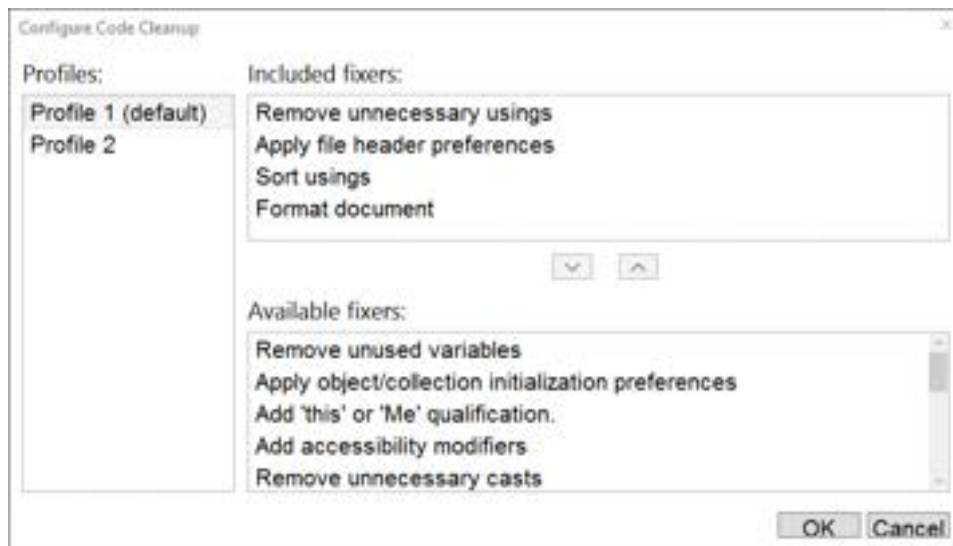 Configure Code Cleanup
Profiles:
Profile 1 (default)
Profile 2
Included fixers:
Remove unnecessary usings
Apply file header preferences
Sort usings
Format document
Available fixers:
Remove unused variables
Apply object/collection initialization preferences
Add 'this' or 'Me' qualification.
Add accessibility modifiers
Remove unnecessary casts
OK
Cancel